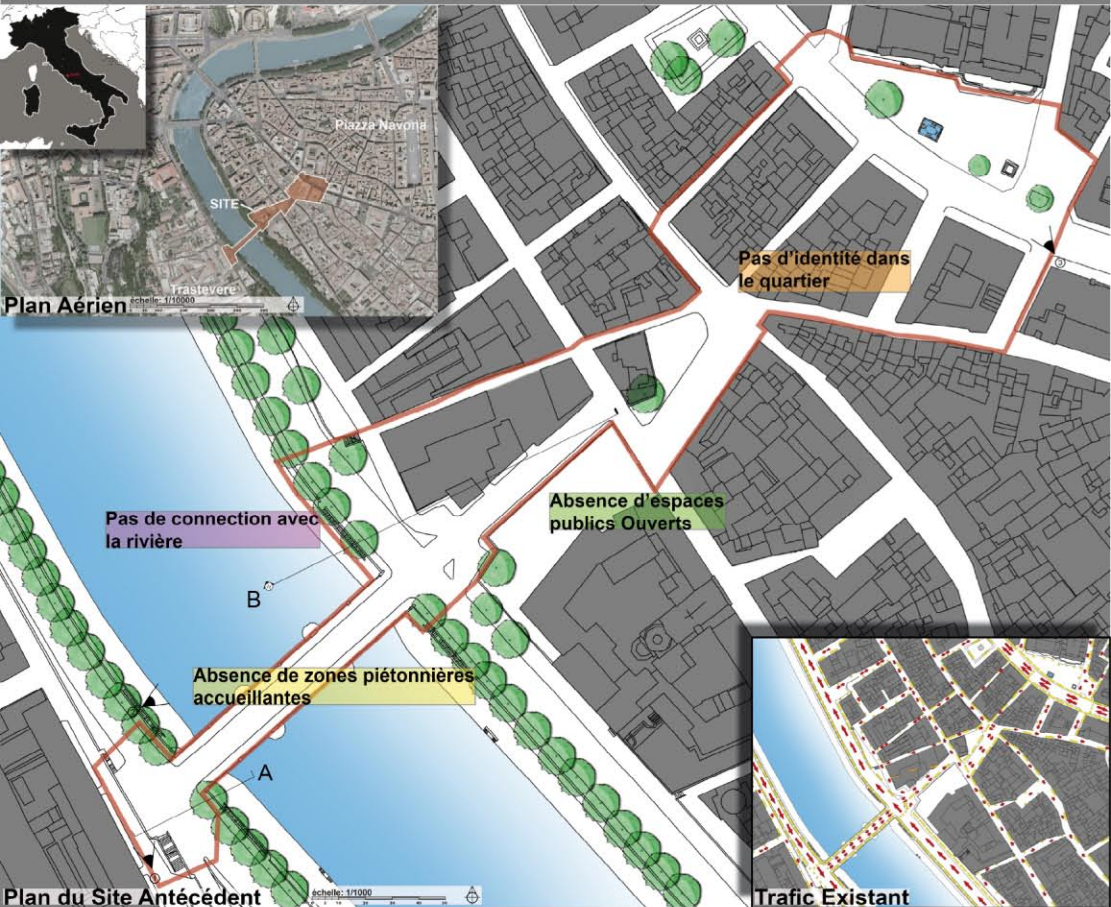 Piazza Navona
SITE
Trastevere
Plan Aérien
échelle: 1/10000
Pas d'identité dans
le quartier
Absence d'espaces
publics Ouverts
Pas de connection avec
la rivière
B
Absence de zones piétonnières
accueillantes
A
Plan du Site Antécédent
échelle: 1/1000
Trafic Existant